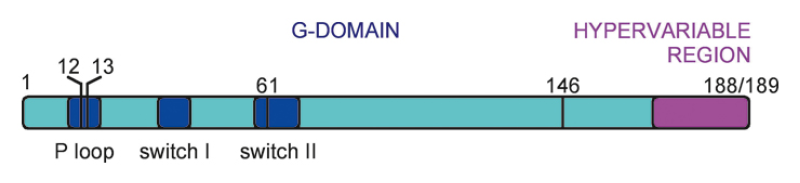 G-DOMAIN
HYPERVARIABLE
REGION
12 13
1
61
146
188/189
P loop
switch I
switch II